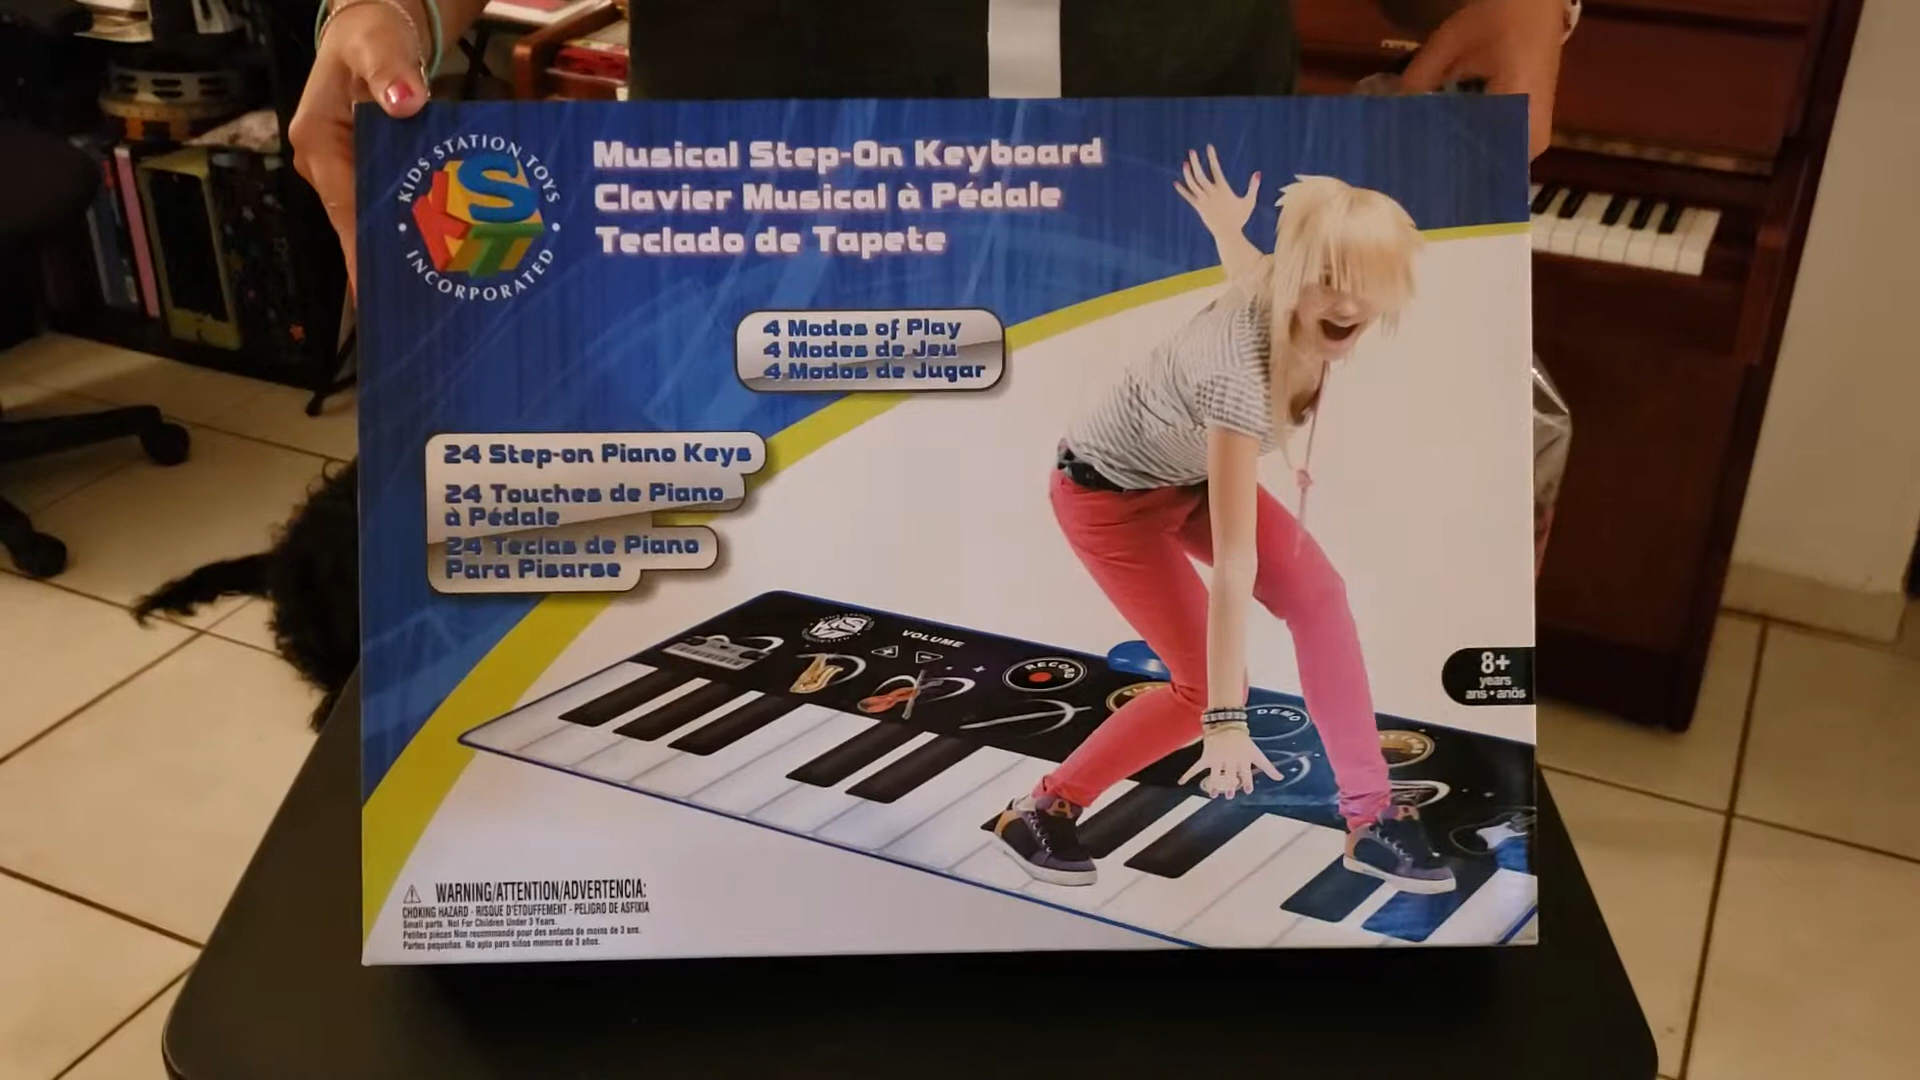 KIDS STATION TOYS
KST
INCORPORATED
Musical Step-On Keyboard
Clavier Musical à Pédale
Teclado de Tapete
4 Modes of Play
4 Modes de Jeu
4 Modos de Jugar
24 Step-on Piano Keys
24 Touches de Piano
à Pédale
24 Teclas de Piano
Para Pisarse
VOLUME
RECORD
DEMO
8+
years
ans • anõs
WARNING/ATTENTION/ADVERTENCIA:
CHOKING HAZARD - RISQUE D'ÉTOUFFEMENT - PELIGRO DE ASFIXIA
Small parts. Not For Children Under 3 Years.
Petites pièces Non recommandé pour des enfants de moins de 3 ans.
Partes pequeñas. No apto para niños menores de 3 años.